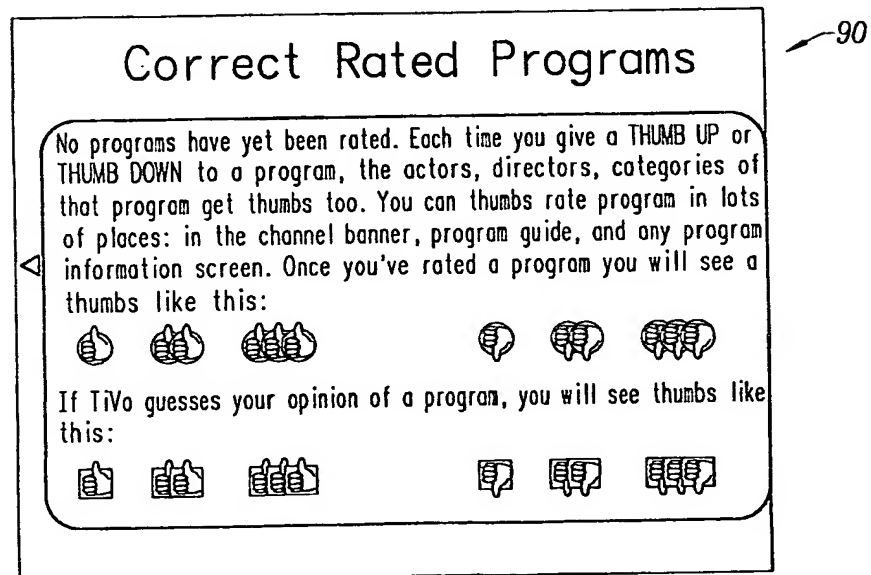 Correct Rated Programs
90
No programs have yet been rated. Each time you give a THUMB UP or
THUMB DOWN to a program, the actors, directors, categories of
that program get thumbs too. You can thumbs rate program in lots
of places: in the channel banner, program guide, and any program
information screen. Once you've rated a program you will see a
thumbs like this:
If TiVo guesses your opinion of a program, you will see thumbs like
this: